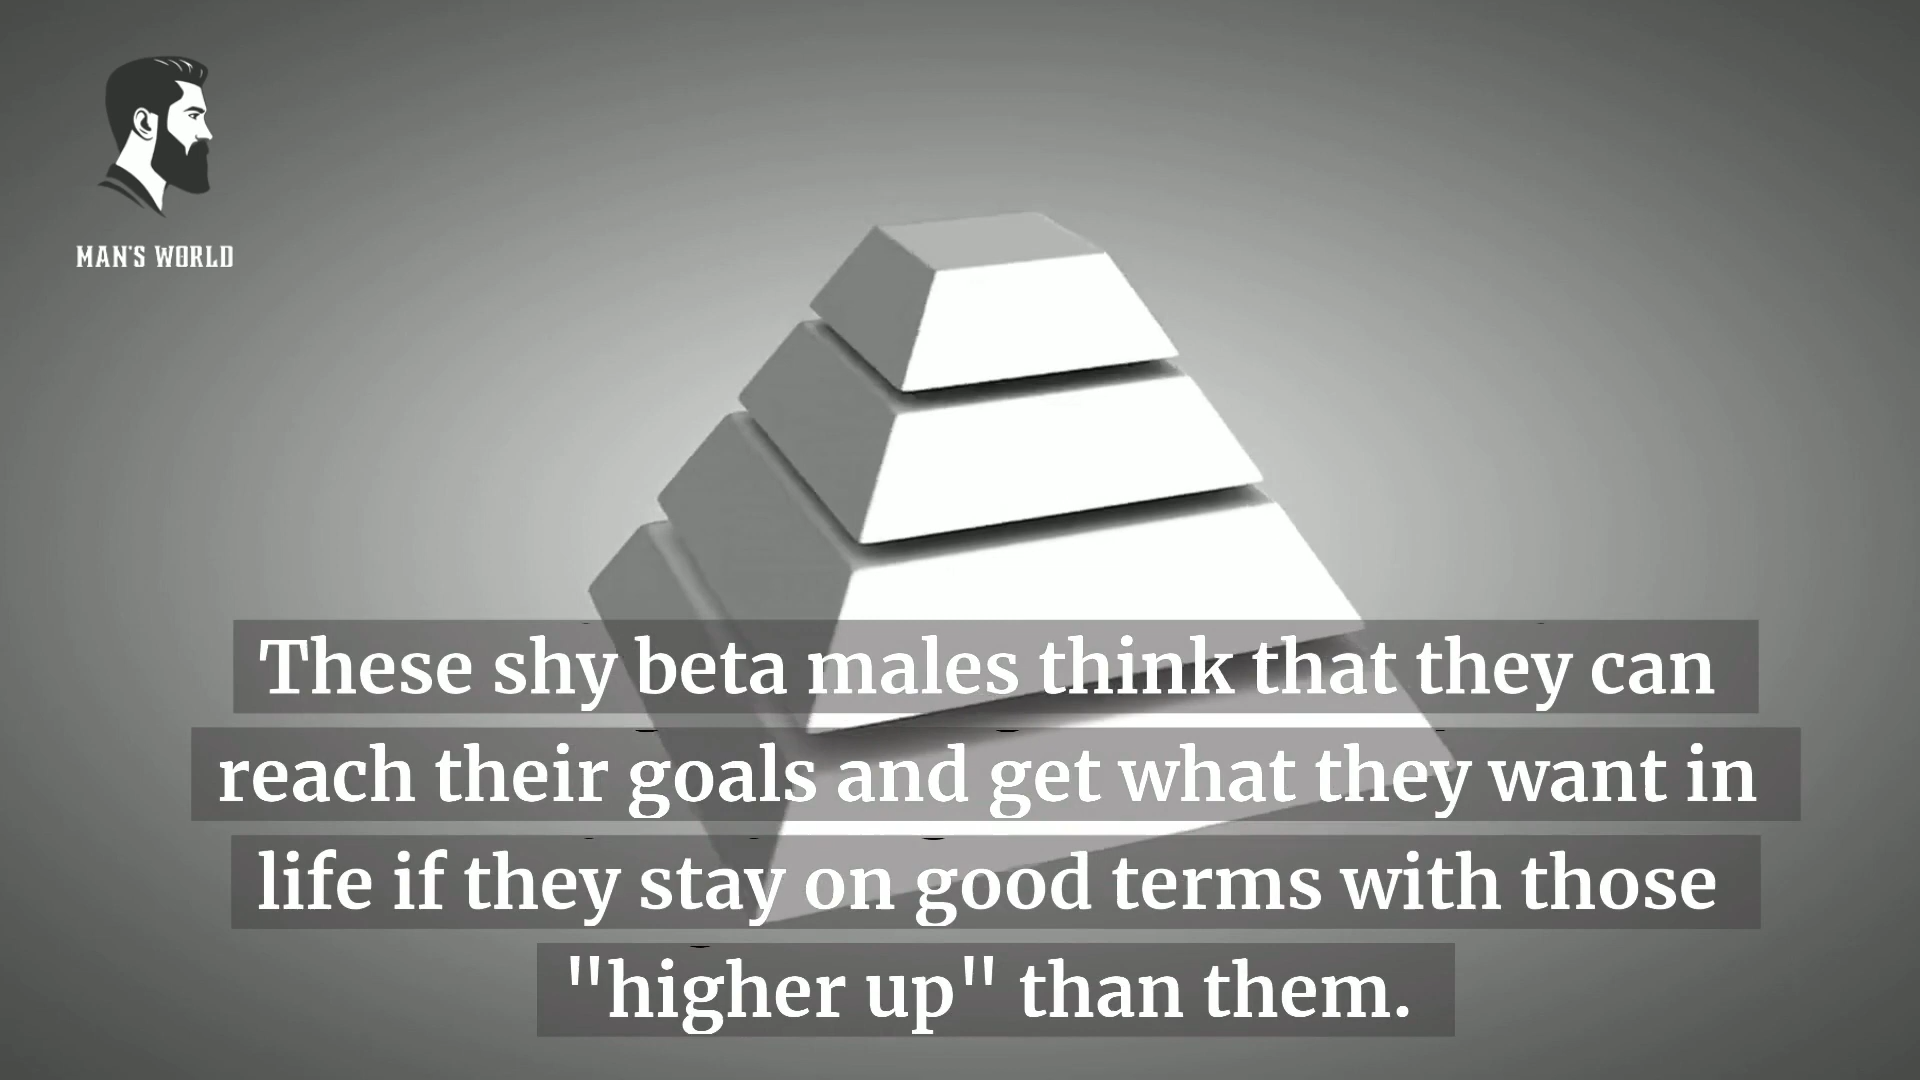 MAN'S WORLD
These shy beta males think that they can
reach their goals and get what they want in
life if they stay on good terms with those
"higher up" than them.